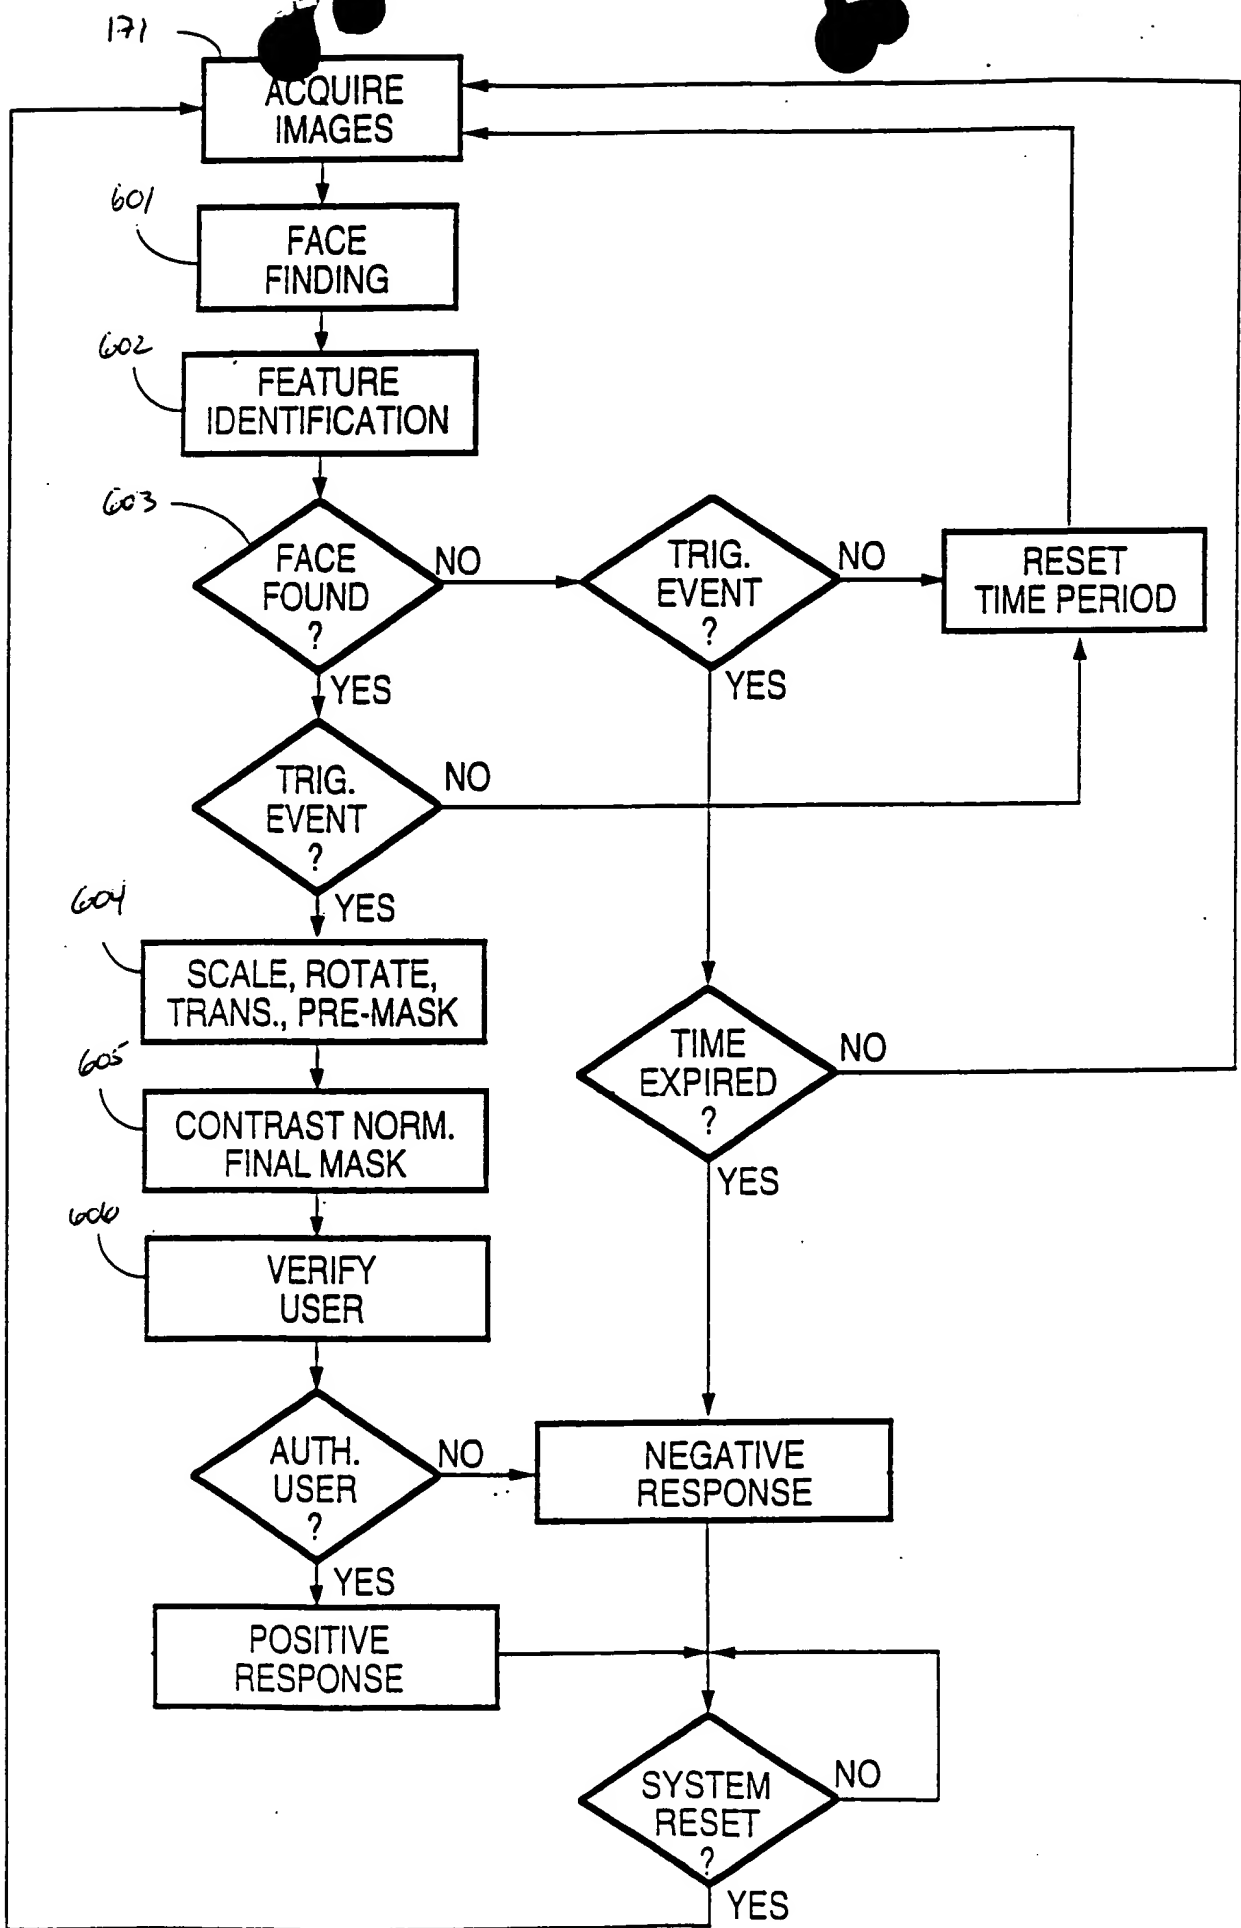 171
ACQUIRE
IMAGES
601
FACE
FINDING
602
FEATURE
IDENTIFICATION
603
FACE
FOUND
?
NO
TRIG.
EVENT
?
NO
RESET
TIME PERIOD
YES
YES
TRIG.
EVENT
?
NO
YES
604
SCALE, ROTATE,
TRANS., PRE-MASK
TIME
EXPIRED
?
NO
605
CONTRAST NORM.
FINAL MASK
YES
606
VERIFY
USER
AUTH.
USER
?
NO
NEGATIVE
RESPONSE
YES
POSITIVE
RESPONSE
SYSTEM
RESET
?
NO
YES